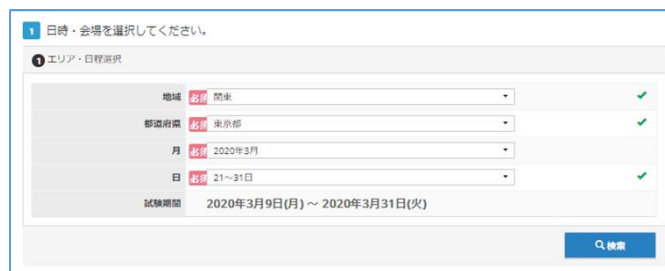 1 日時・会場を選択してください。
1 エリア・日程選択
地域 必須 関東
都道府県 必須 東京都
月 必須 2020年3月
日 必須 21～31日
試験期間 2020年3月9日(月) ～ 2020年3月31日(火)
検索